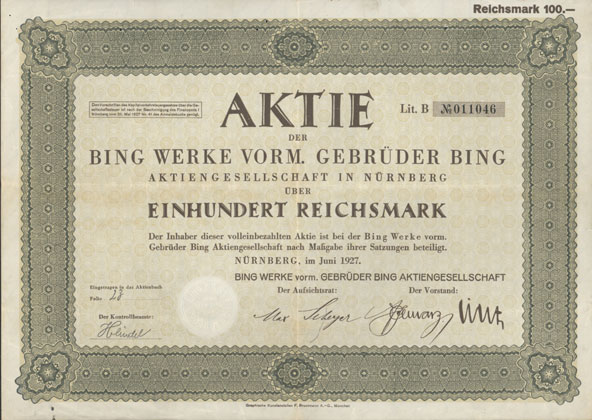 Reichsmark 100.—
AKTIE
Lit. B № 011046
DER
BING WERKE VORM. GEBRÜDER BING
AKTIENGESELLSCHAFT IN NÜRNBERG
ÜBER
EINHUNDERT REICHSMARK
Der Inhaber dieser volleinbezahlten Aktie ist bei der Bing Werke vorm.
Gebrüder Bing Aktiengesellschaft nach Maßgabe ihrer Satzungen beteiligt.
NÜRNBERG, im Juni 1927.
BING WERKE vorm. GEBRÜDER BING AKTIENGESELLSCHAFT
Eingetragen in das Aktienbuch
Der Aufsichtsrat: Der Vorstand:
Folio 28
Max
Der Kontrollbeamte: